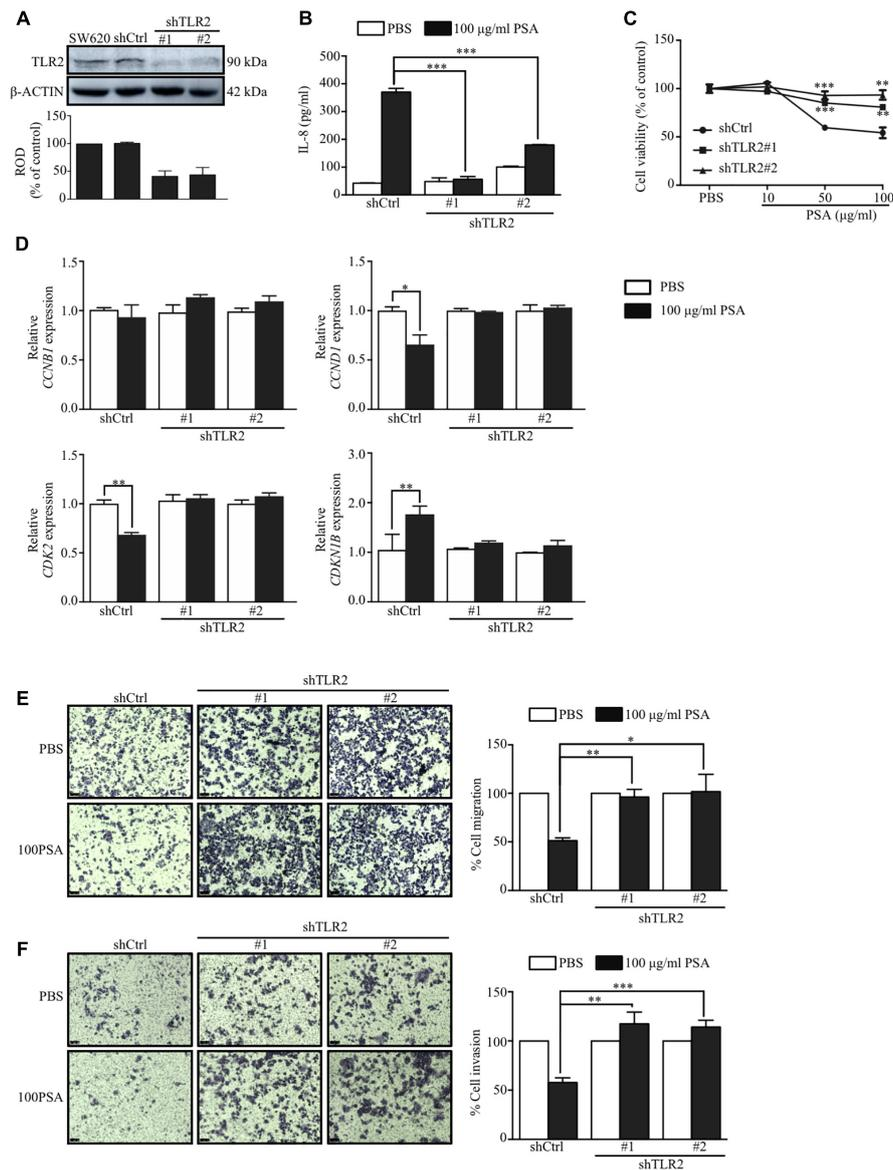 A
shTLR2
SW620 shCtrl #1 #2
TLR2 90 kDa
β-ACTIN 42 kDa
ROD
(% of control)
150
100
50
0
B
PBS 100 μg/ml PSA
IL-8 (pg/ml)
500
400
300
200
100
0
***
***
shCtrl #1 #2
shTLR2
C
Cell viability (% of control)
150
100
50
0
*** **
*** **
shCtrl
shTLR2#1
shTLR2#2
PBS 10 50 100
PSA (μg/ml)
D
Relative
CCNB1 expression
1.5
1.0
0.5
0.0
shCtrl #1 #2
shTLR2
Relative
CCND1 expression
1.5
1.0
0.5
0.0
*
shCtrl #1 #2
shTLR2
PBS
100 μg/ml PSA
Relative
CDK2 expression
1.5
1.0
0.5
0.0
**
shCtrl #1 #2
shTLR2
Relative
CDKN1B expression
3.0
2.0
1.0
0.0
**
shCtrl #1 #2
shTLR2
E
shTLR2
shCtrl #1 #2
PBS
100PSA
PBS 100 μg/ml PSA
% Cell migration
150
100
50
0
*
**
shCtrl #1 #2
shTLR2
F
shTLR2
shCtrl #1 #2
PBS
100PSA
PBS 100 μg/ml PSA
% Cell invasion
150
100
50
0
***
**
shCtrl #1 #2
shTLR2